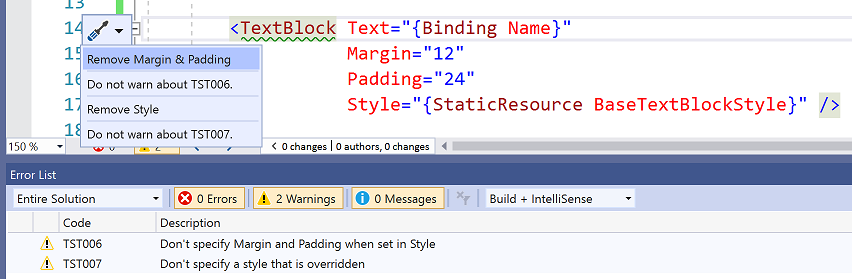 13
14 <TextBlock Text="{Binding Name}"
15 Margin="12"
Remove Margin & Padding
16 Padding="24"
Do not warn about TST006.
17 Style="{StaticResource BaseTextBlockStyle}" />
Remove Style
18
Do not warn about TST007.
150 % 0 2 0 changes | 0 authors, 0 changes
Error List
Entire Solution 0 Errors 2 Warnings 0 Messages Build + IntelliSense
Code Description
TST006 Don't specify Margin and Padding when set in Style
TST007 Don't specify a style that is overridden